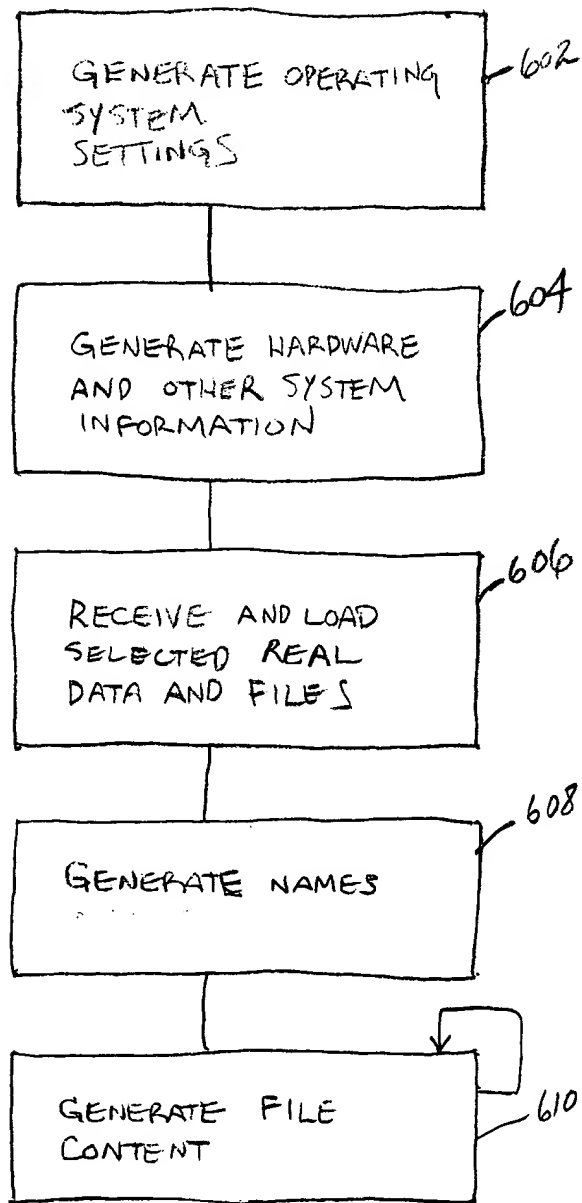 GENERATE OPERATING
SYSTEM
SETTINGS
602
GENERATE HARDWARE
AND OTHER SYSTEM
INFORMATION
604
RECEIVE AND LOAD
SELECTED REAL
DATA AND FILES
606
GENERATE NAMES
608
GENERATE FILE
CONTENT
610